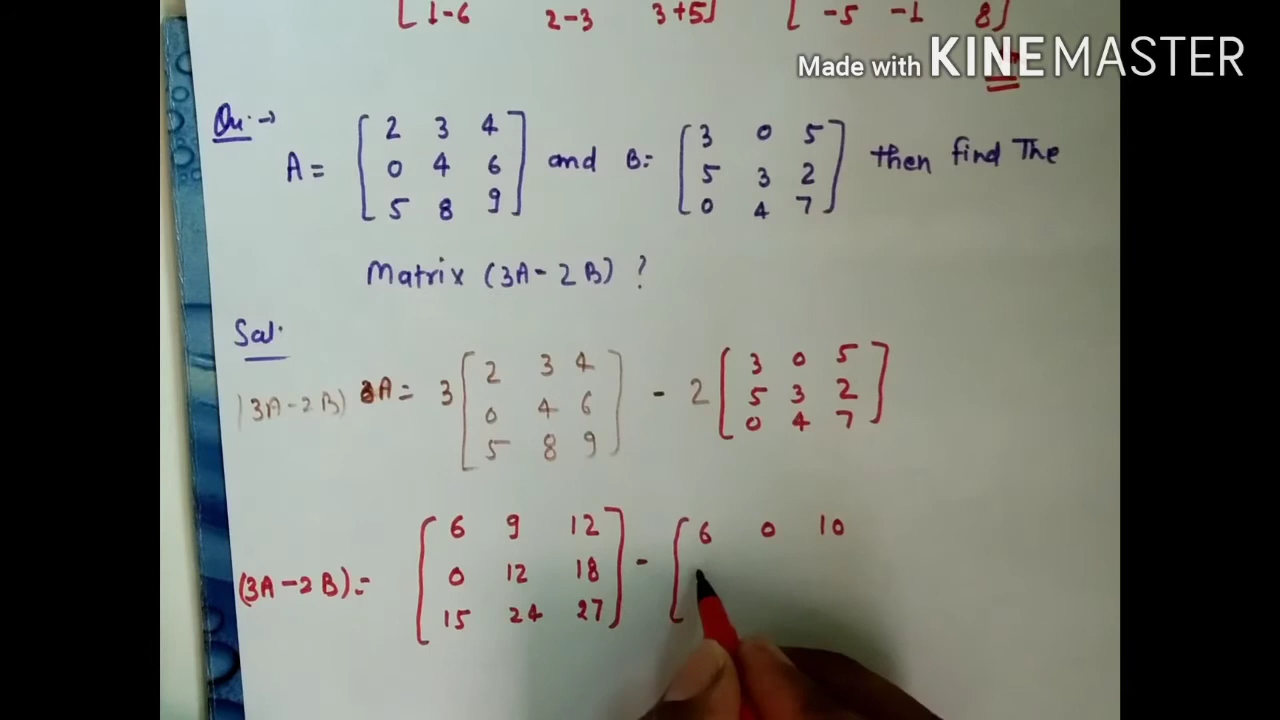 [ 1-6 2-3 3+5] [ -5 -1 8]
Made with KINEMASTER
Qu:→
A= [ 2 3 4 ] and B= [ 3 0 5 ] then find The
0 4 6 5 3 2
5 8 9 0 4 7
Matrix (3A-2B) ?
Sol.
(3A-2B) 3A= 3 [ 2 3 4 ] - 2 [ 3 0 5 ]
0 4 6 5 3 2
5 8 9 0 4 7
(3A-2B)= [ 6 9 12 ] - [ 6 0 10
0 12 18
15 24 27